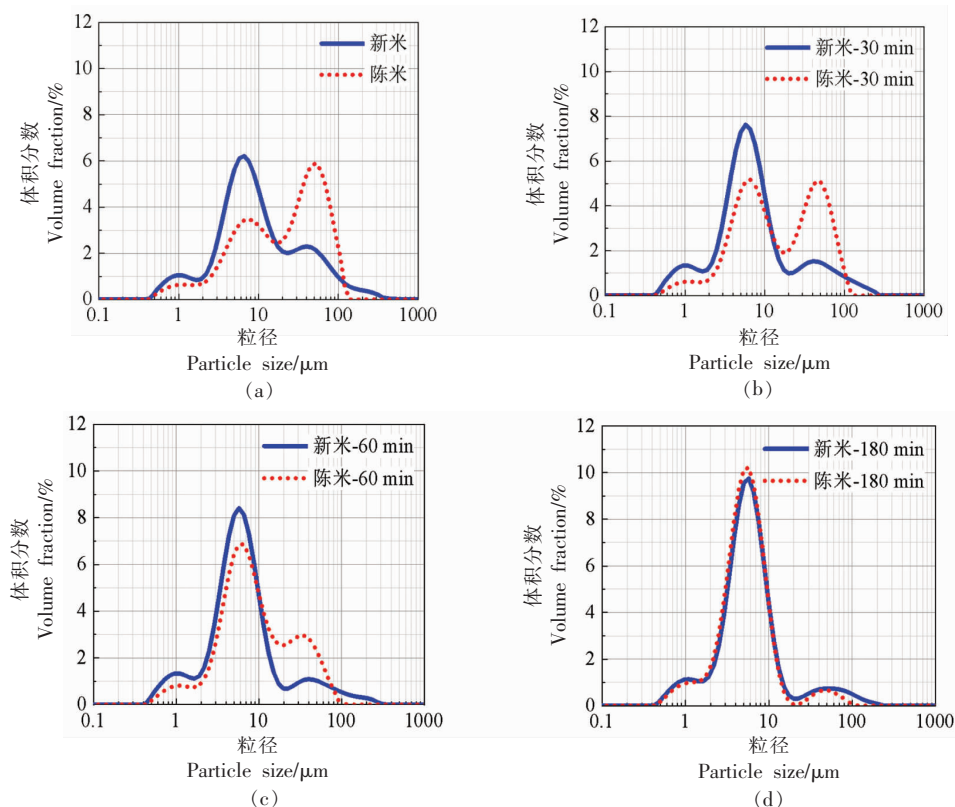 12
10
8
6
4
2
0
体积分数
Volume fraction/%
新米
陈米
0.1 1 10 100 1000
粒径
Particle size/μm
(a)
12
10
8
6
4
2
0
体积分数
Volume fraction/%
新米-30 min
陈米-30 min
0.1 1 10 100 1000
粒径
Particle size/μm
(b)
12
10
8
6
4
2
0
体积分数
Volume fraction/%
新米-60 min
陈米-60 min
0.1 1 10 100 1000
粒径
Particle size/μm
(c)
12
10
8
6
4
2
0
体积分数
Volume fraction/%
新米-180 min
陈米-180 min
0.1 1 10 100 1000
粒径
Particle size/μm
(d)